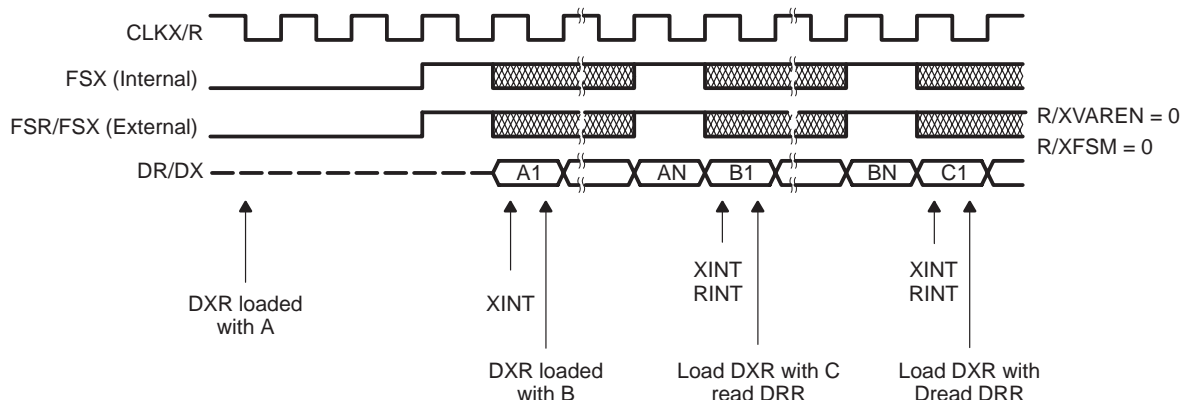 CLKX/R
FSX (Internal)
FSR/FSX (External)
R/XVAREN = 0
R/XFSM = 0
DR/DX
A1
AN
B1
BN
C1
DXR loaded
with A
XINT
DXR loaded
with B
XINT
RINT
Load DXR with C
read DRR
XINT
RINT
Load DXR with
Dread DRR